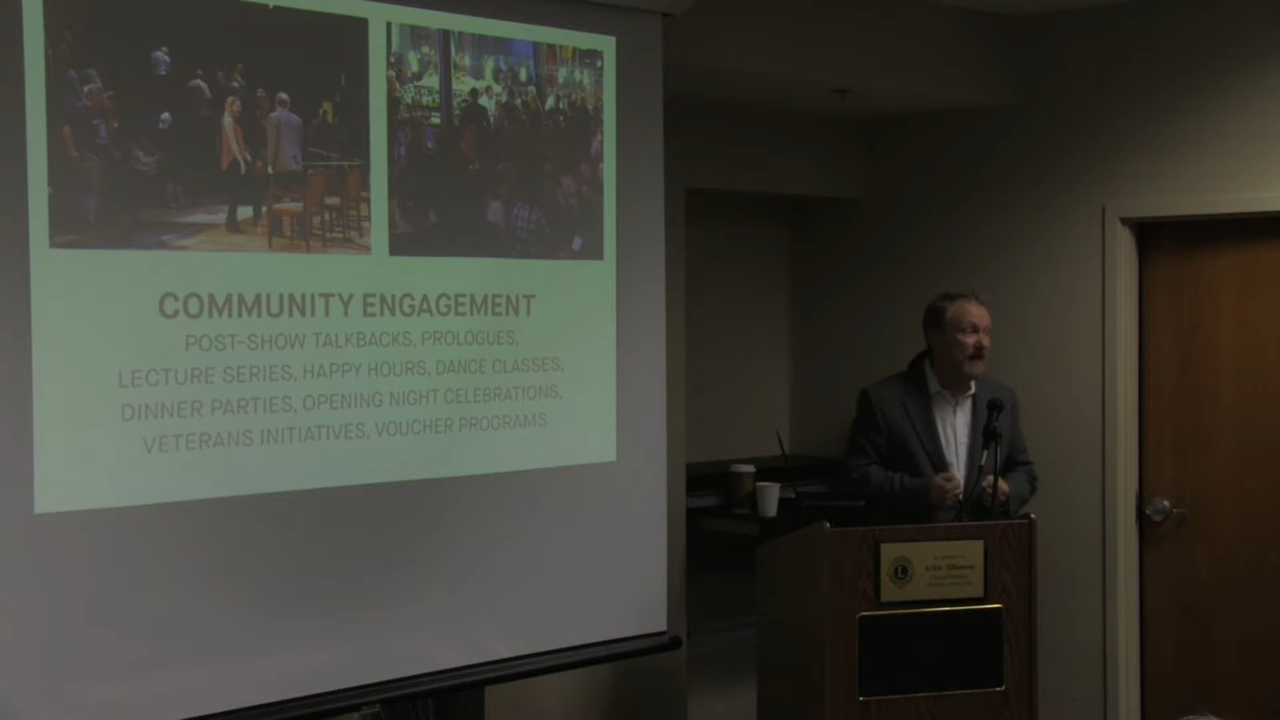 COMMUNITY ENGAGEMENT
POST-SHOW TALKBACKS, PROLOGUES,
LECTURE SERIES, HAPPY HOURS, DANCE CLASSES,
DINNER PARTIES, OPENING NIGHT CELEBRATIONS,
VETERANS INITIATIVES, VOUCHER PROGRAMS
L